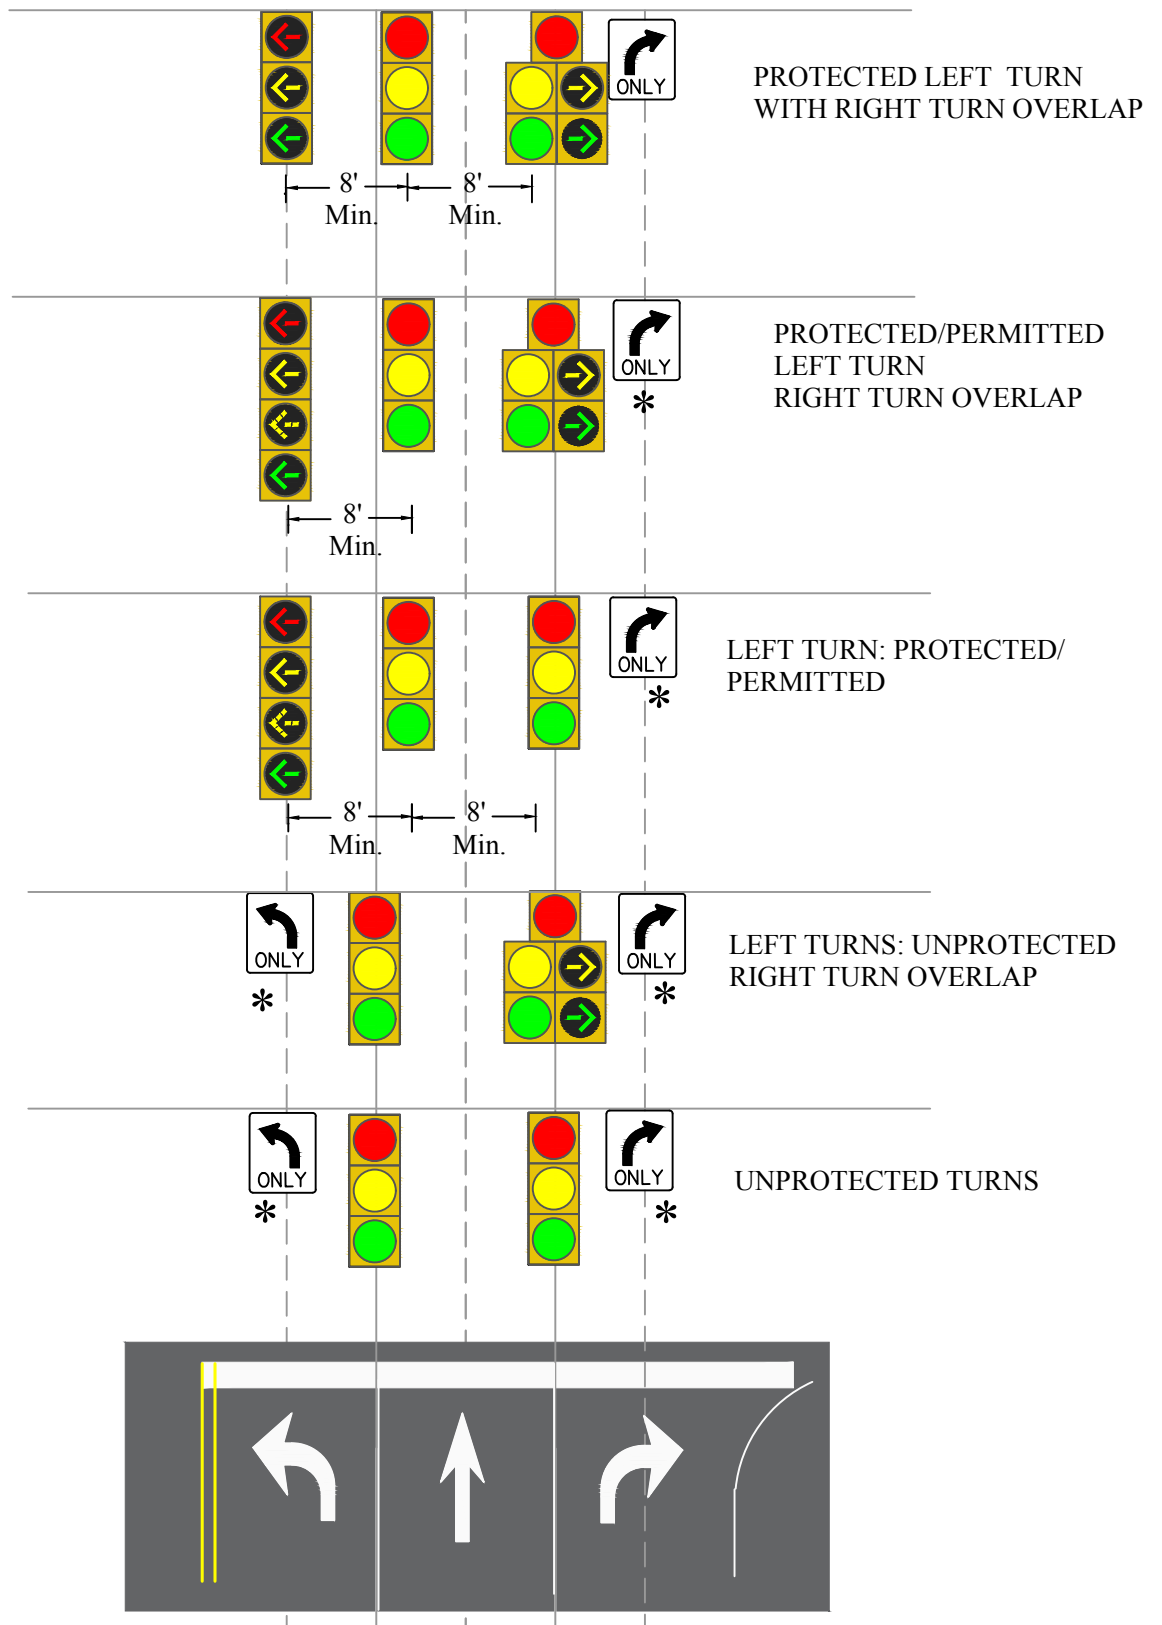 ONLY
PROTECTED LEFT TURN
WITH RIGHT TURN OVERLAP
8' 8'
Min. Min.
ONLY
*
PROTECTED/PERMITTED
LEFT TURN
RIGHT TURN OVERLAP
8'
Min.
ONLY
*
LEFT TURN: PROTECTED/
PERMITTED
8' 8'
Min. Min.
ONLY ONLY
* *
LEFT TURNS: UNPROTECTED
RIGHT TURN OVERLAP
ONLY ONLY
* *
UNPROTECTED TURNS